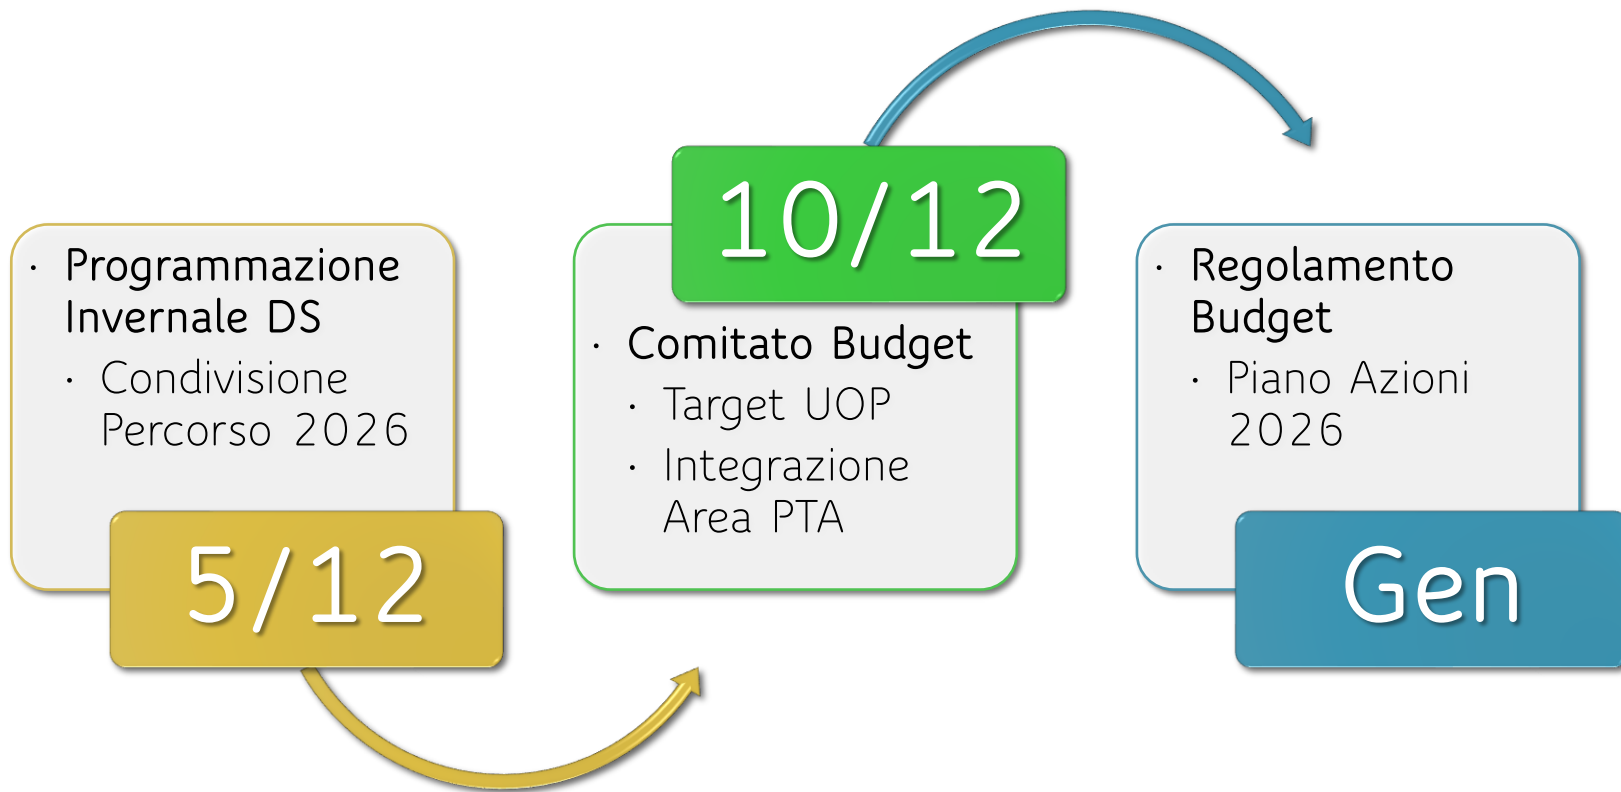 · Programmazione
Invernale DS
· Condivisione
Percorso 2026
5/12
10/12
· Comitato Budget
· Target UOP
· Integrazione
Area PTA
· Regolamento
Budget
· Piano Azioni
2026
Gen